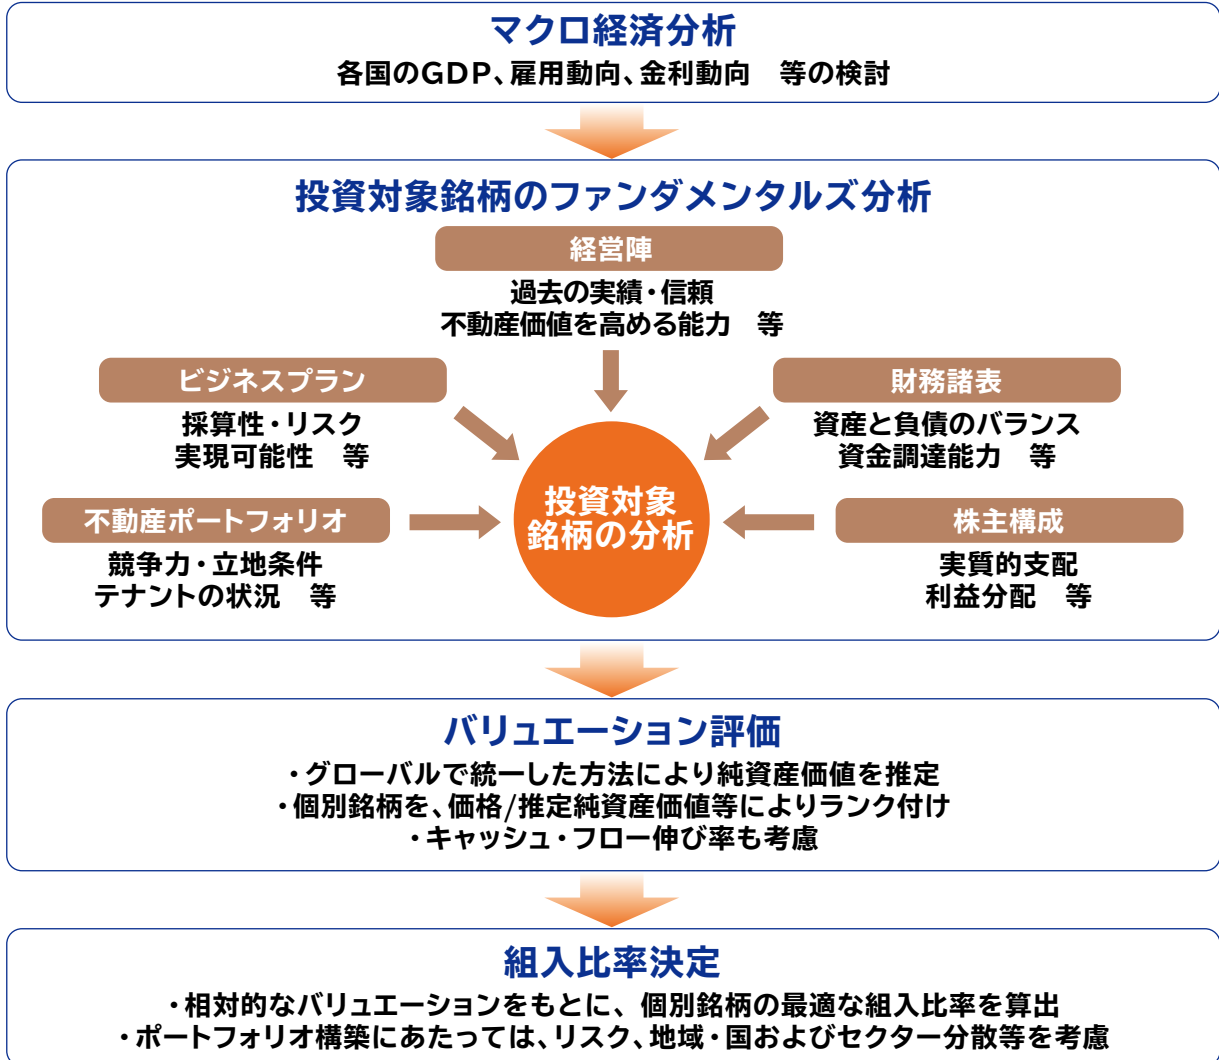 マクロ経済分析
各国のGDP、雇用動向、金利動向　等の検討
投資対象銘柄のファンダメンタルズ分析
経営陣
過去の実績・信頼
不動産価値を高める能力　等
ビジネスプラン
採算性・リスク
実現可能性　等
財務諸表
資産と負債のバランス
資金調達能力　等
不動産ポートフォリオ
競争力・立地条件
テナントの状況　等
投資対象
銘柄の分析
株主構成
実質的支配
利益分配　等
バリュエーション評価
・グローバルで統一した方法により純資産価値を推定
・個別銘柄を、価格/推定純資産価値等によりランク付け
・キャッシュ・フロー伸び率も考慮
組入比率決定
・相対的なバリュエーションをもとに、個別銘柄の最適な組入比率を算出
・ポートフォリオ構築にあたっては、リスク、地域・国およびセクター分散等を考慮